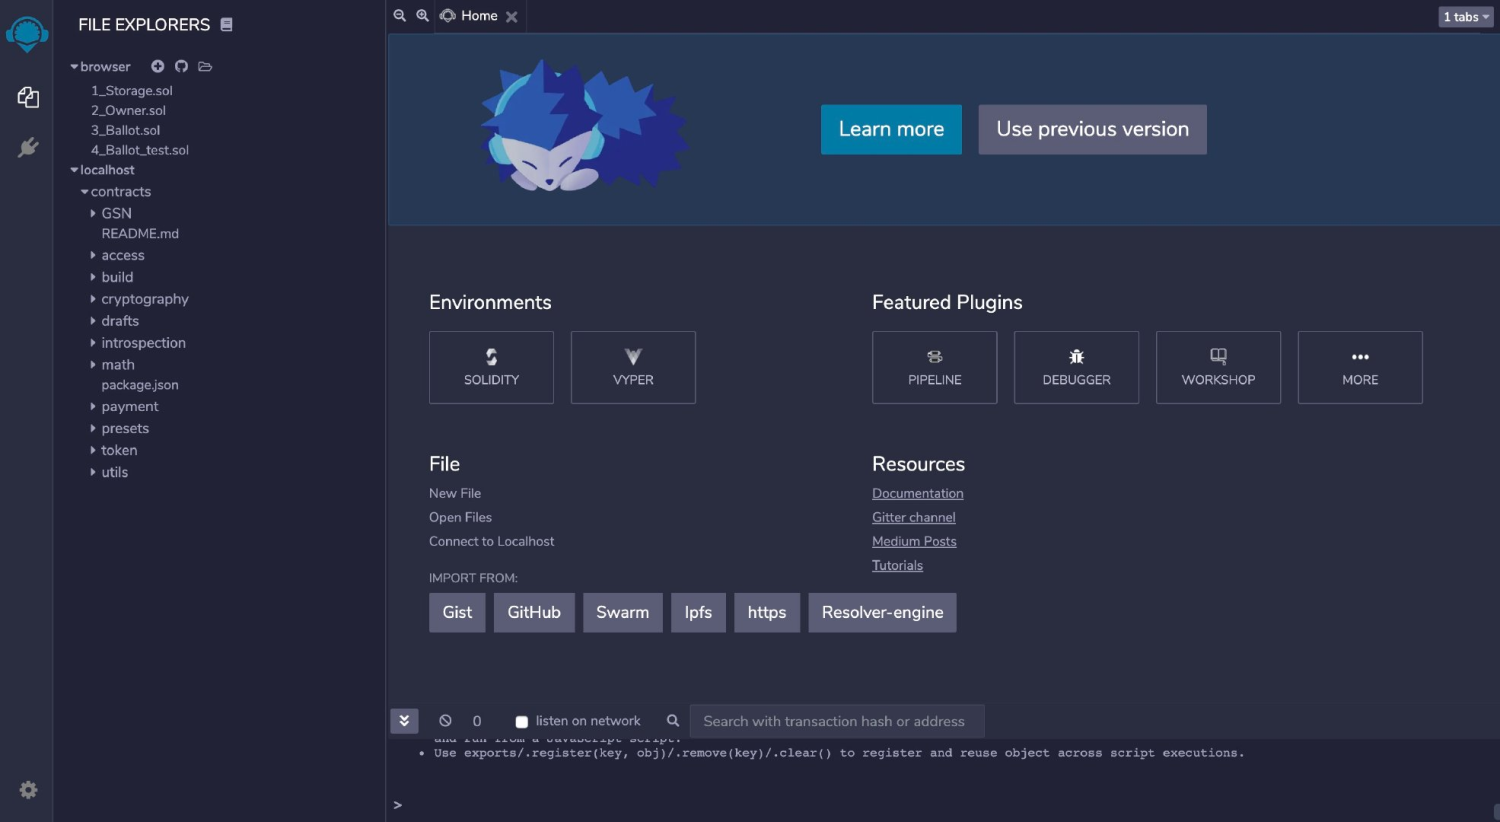 FILE EXPLORERS
browser
1_Storage.sol
2_Owner.sol
3_Ballot.sol
4_Ballot_test.sol
localhost
contracts
GSN
README.md
access
build
cryptography
drafts
introspection
math
package.json
payment
presets
token
utils
Home
1 tabs
Learn more
Use previous version
Environments
SOLIDITY
VYPER
Featured Plugins
PIPELINE
DEBUGGER
WORKSHOP
MORE
File
New File
Open Files
Connect to Localhost
IMPORT FROM:
Gist GitHub Swarm Ipfs https Resolver-engine
Resources
Documentation
Gitter channel
Medium Posts
Tutorials
0 listen on network Search with transaction hash or address
and run from a JavaScript script.
• Use exports/.register(key, obj)/.remove(key)/.clear() to register and reuse object across script executions.
>